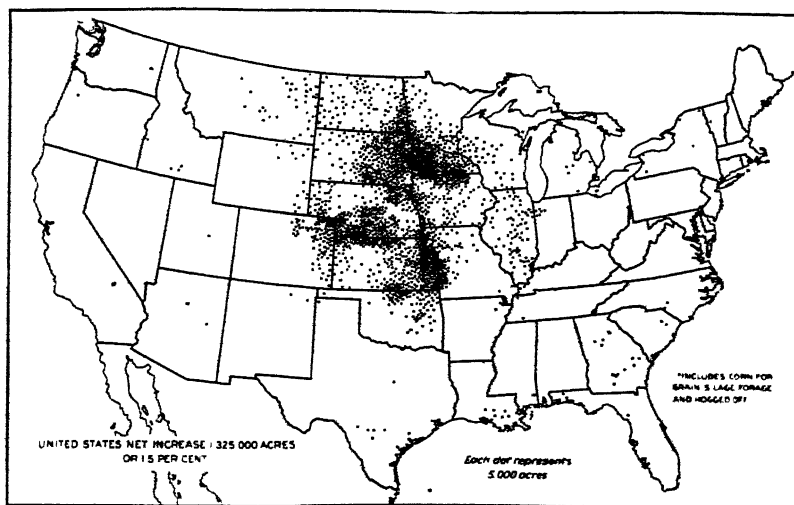 *INCLUDES CORN FOR
GRAIN S LAGE FORAGE
AND HOGGED OFF
UNITED STATES NET INCREASE 1 325 000 ACRES
OR 1 5 PER CENT
Each dot represents
5,000 acres